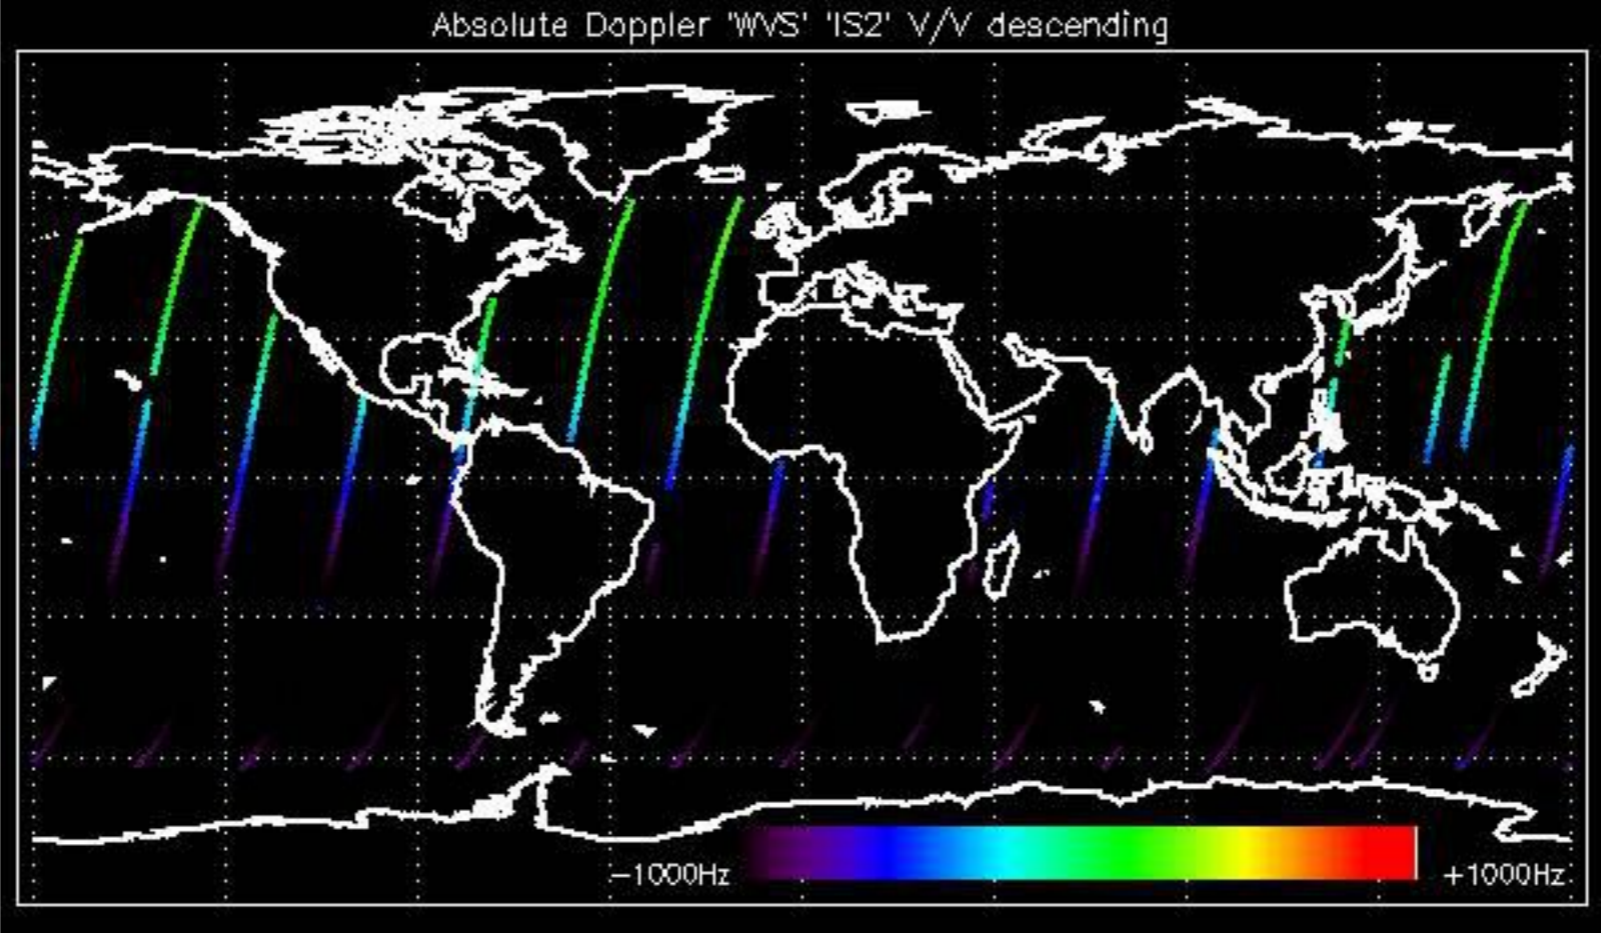 Absolute Doppler 'WVS' 'IS2' V/V descending
−1000Hz +1000Hz